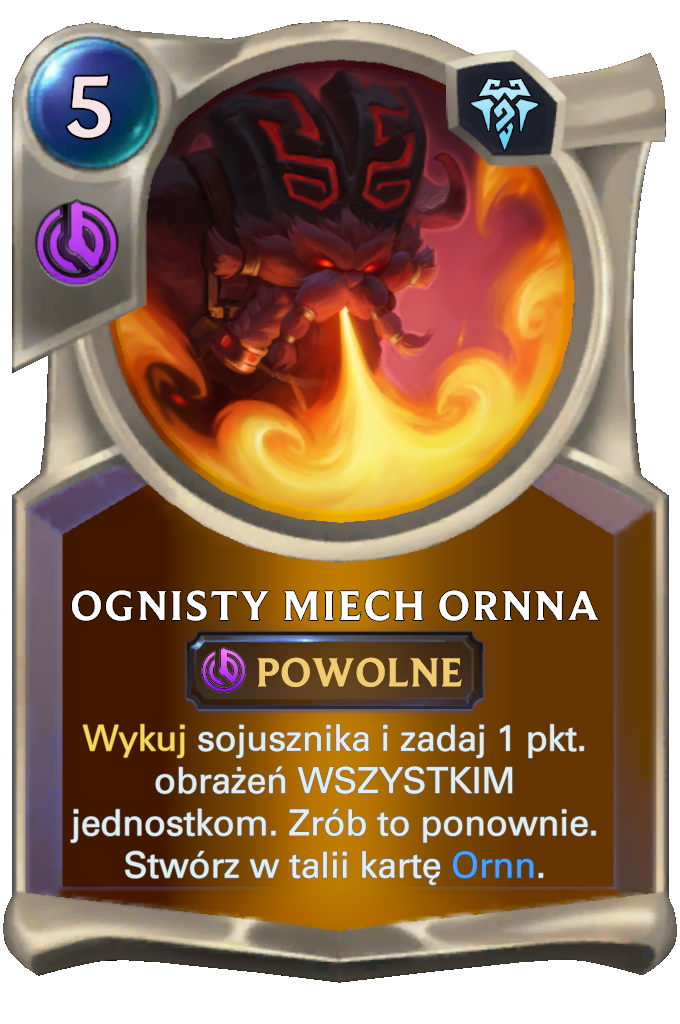 5
OGNISTY MIECH ORNNA
POWOLNE
Wykuj sojusznika i zadaj 1 pkt.
obrażeń WSZYSTKIM
jednostkom. Zrób to ponownie.
Stwórz w talii kartę Ornn.